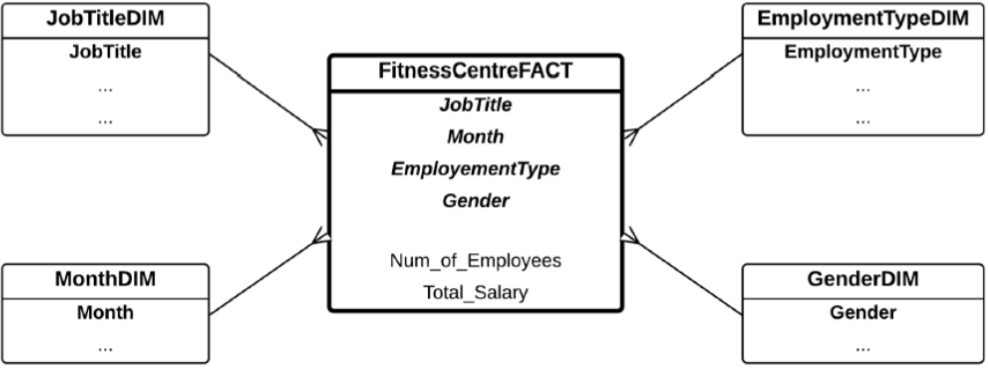 JobTitleDIM
JobTitle
...
...
MonthDIM
Month
...
FitnessCentreFACT
JobTitle
Month
EmployementType
Gender
Num_of_Employees
Total_Salary
EmploymentTypeDIM
EmploymentType
...
...
GenderDIM
Gender
...